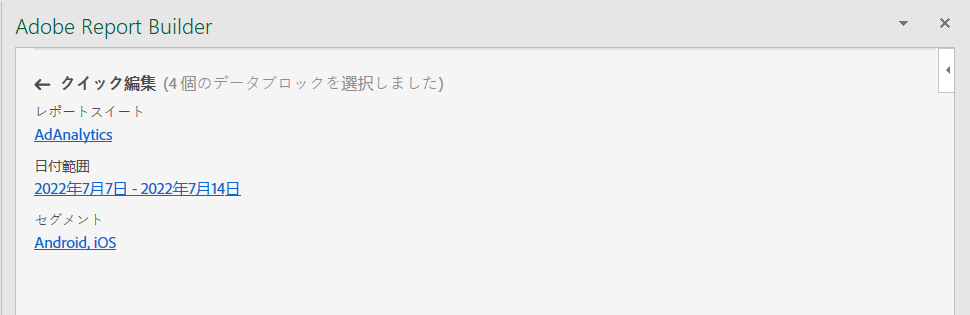 Adobe Report Builder
クイック編集 (4 個のデータブロックを選択しました)
レポートスイート
AdAnalytics
日付範囲
2022年7月7日 - 2022年7月14日
セグメント
Android, iOS